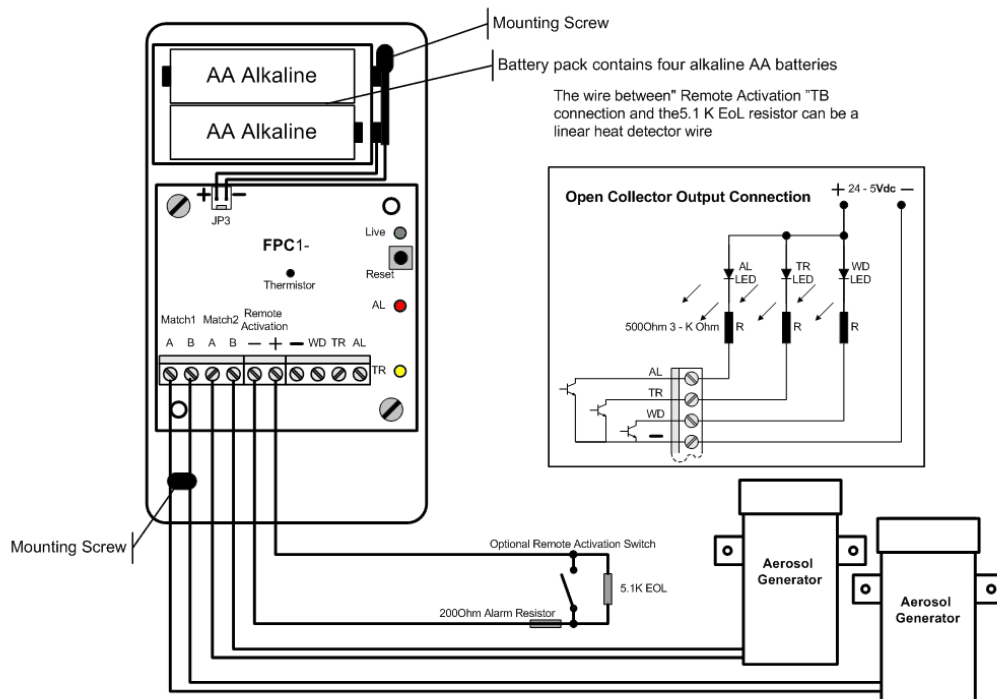 Mounting Screw
AA Alkaline
Battery pack contains four alkaline AA batteries
AA Alkaline
The wire between" Remote Activation "TB
connection and the5.1 K EoL resistor can be a
linear heat detector wire
+ −
JP3
Live
FPC1-
Reset
Thermistor
AL
Match1 Match2 Remote
Activation
A B A B − + − WD TR AL
TR
Open Collector Output Connection
+ 24 - 5Vdc −
AL
LED
TR
LED
WD
LED
500Ohm 3 - K Ohm R R R
AL
TR
WD
−
Mounting Screw
Optional Remote Activation Switch
5.1K EOL
200Ohm Alarm Resistor
Aerosol
Generator
Aerosol
Generator